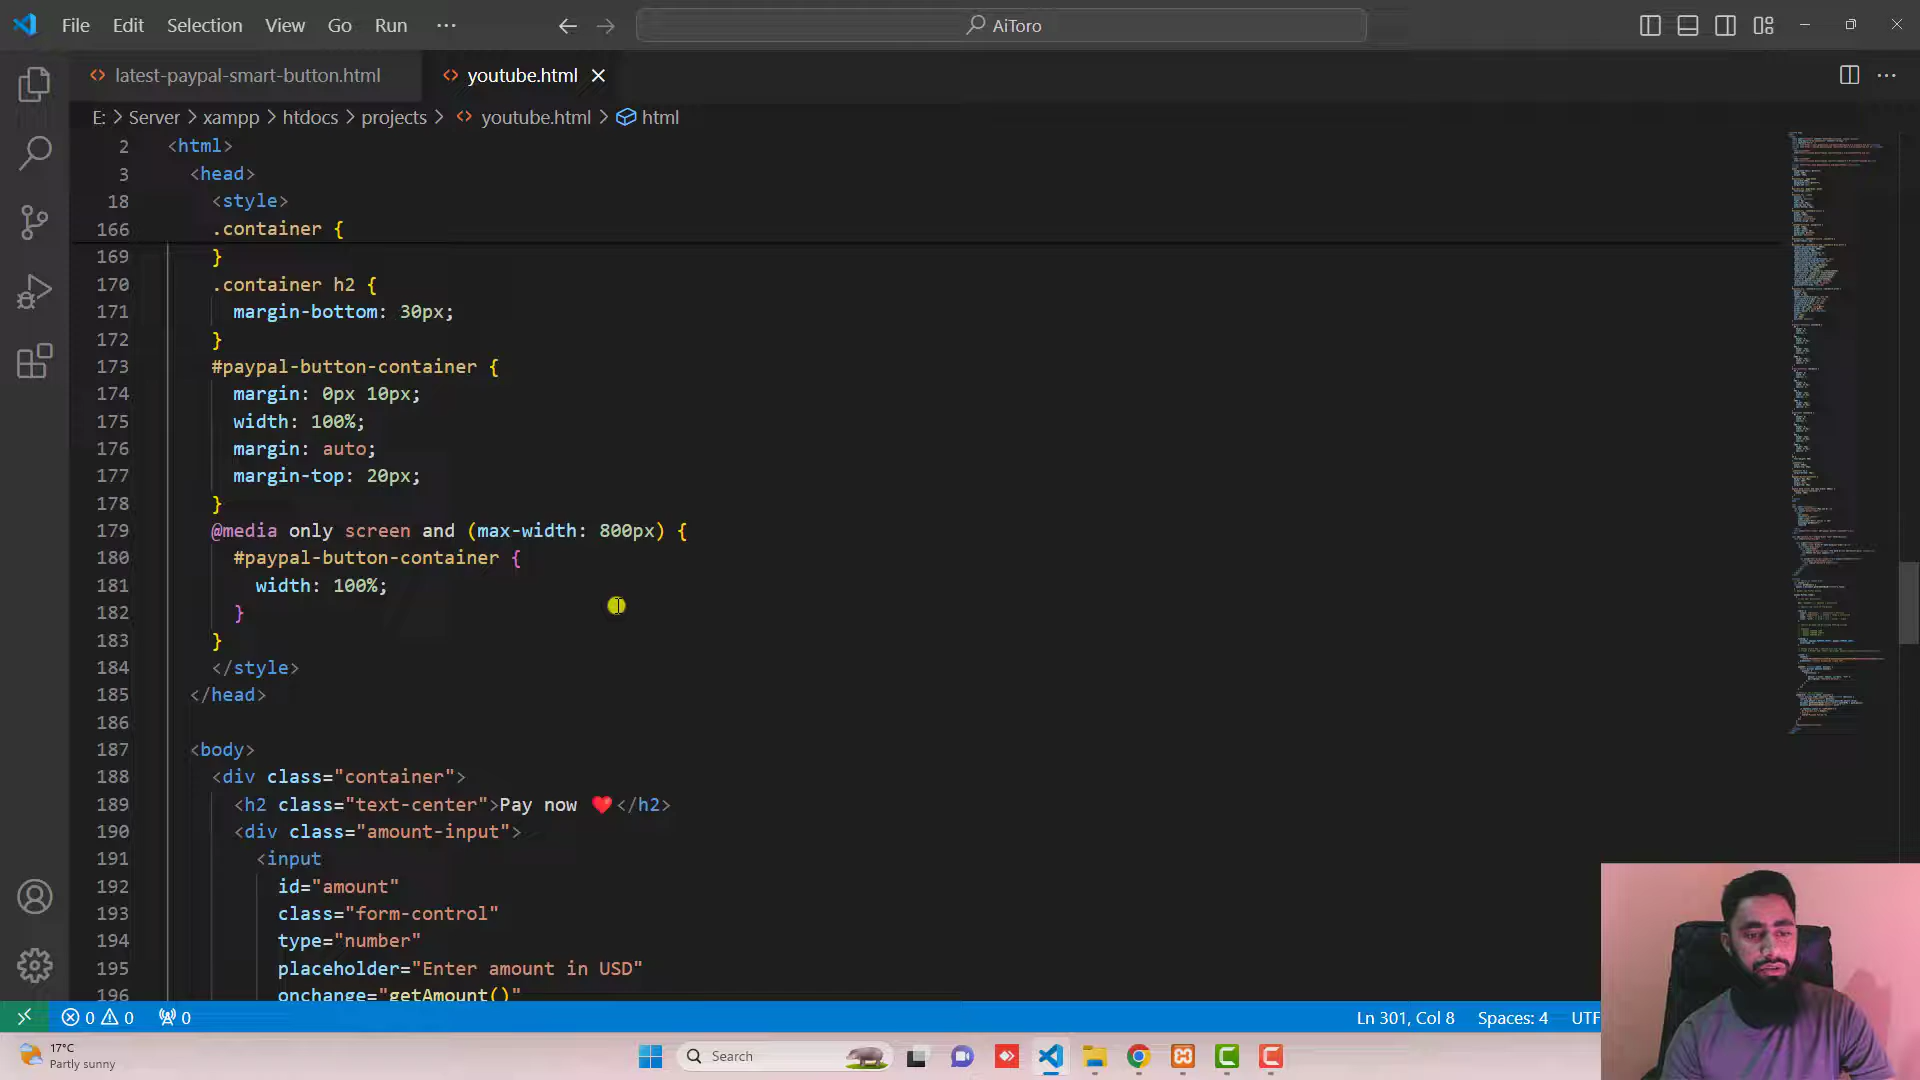 File Edit Selection View Go Run ···
AiToro
latest-paypal-smart-button.html
youtube.html
E: > Server > xampp > htdocs > projects > youtube.html > html
2 <html>
3 <head>
18 <style>
166 .container {
169 }
170 .container h2 {
171 margin-bottom: 30px;
172 }
173 #paypal-button-container {
174 margin: 0px 10px;
175 width: 100%;
176 margin: auto;
177 margin-top: 20px;
178 }
179 @media only screen and (max-width: 800px) {
180 #paypal-button-container {
181 width: 100%;
182 }
183 }
184 </style>
185 </head>
186
187 <body>
188 <div class="container">
189 <h2 class="text-center">Pay now ❤️</h2>
190 <div class="amount-input">
191 <input
192 id="amount"
193 class="form-control"
194 type="number"
195 placeholder="Enter amount in USD"
196 onchange="getAmount()"
0 0 0
Ln 301, Col 8 Spaces: 4 UTF
17°C
Partly sunny
Search